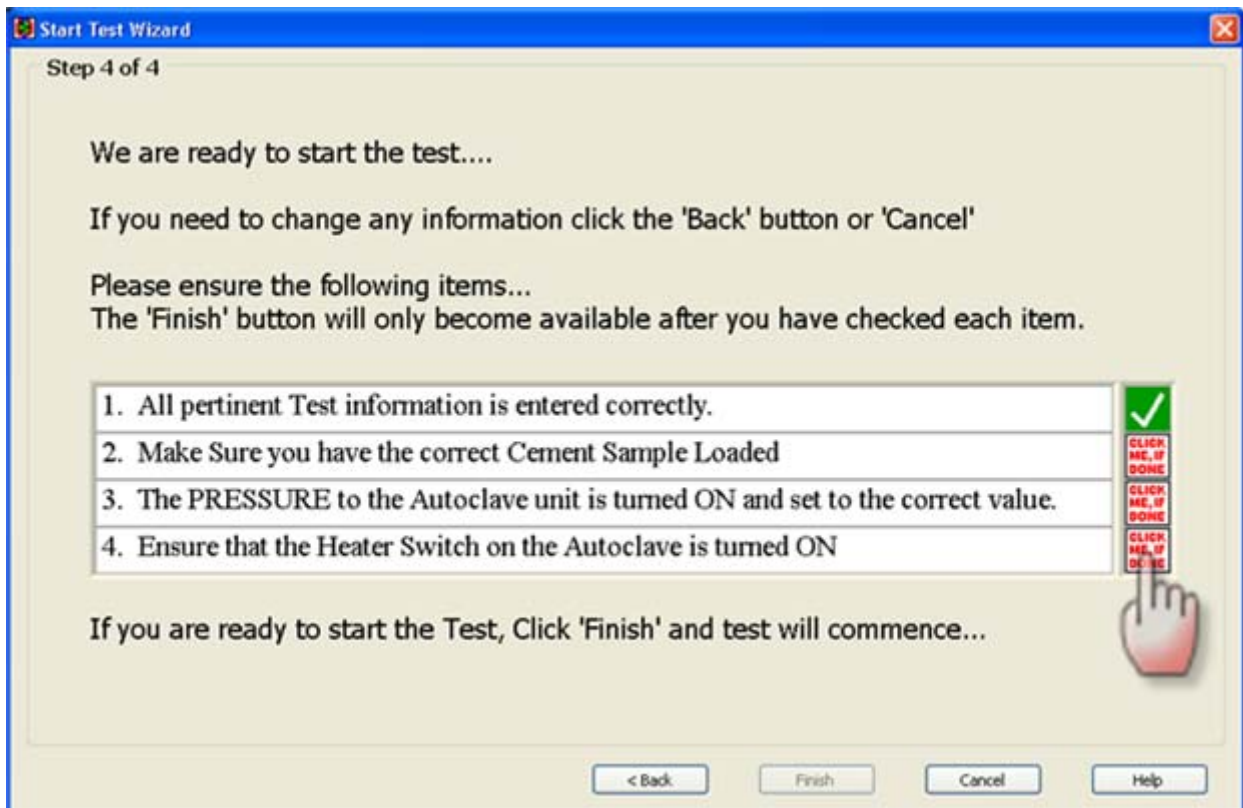 Start Test Wizard
Step 4 of 4
We are ready to start the test....
If you need to change any information click the 'Back' button or 'Cancel'
Please ensure the following items...
The 'Finish' button will only become available after you have checked each item.
1. All pertinent Test information is entered correctly.
2. Make Sure you have the correct Cement Sample Loaded
CLICK
ME, IF
DONE
3. The PRESSURE to the Autoclave unit is turned ON and set to the correct value.
CLICK
ME, IF
DONE
4. Ensure that the Heater Switch on the Autoclave is turned ON
CLICK
ME, IF
DONE
If you are ready to start the Test, Click 'Finish' and test will commence...
< Back Finish Cancel Help